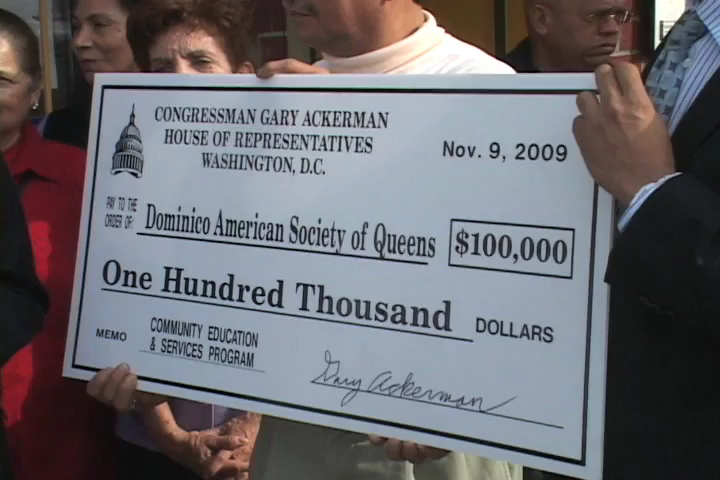 CONGRESSMAN GARY ACKERMAN
HOUSE OF REPRESENTATIVES
WASHINGTON, D.C.
Nov. 9, 2009
PAY TO THE
ORDER OF:
Dominico American Society of Queens
$100,000
One Hundred Thousand
DOLLARS
MEMO
COMMUNITY EDUCATION
& SERVICES PROGRAM
Gary Ackerman